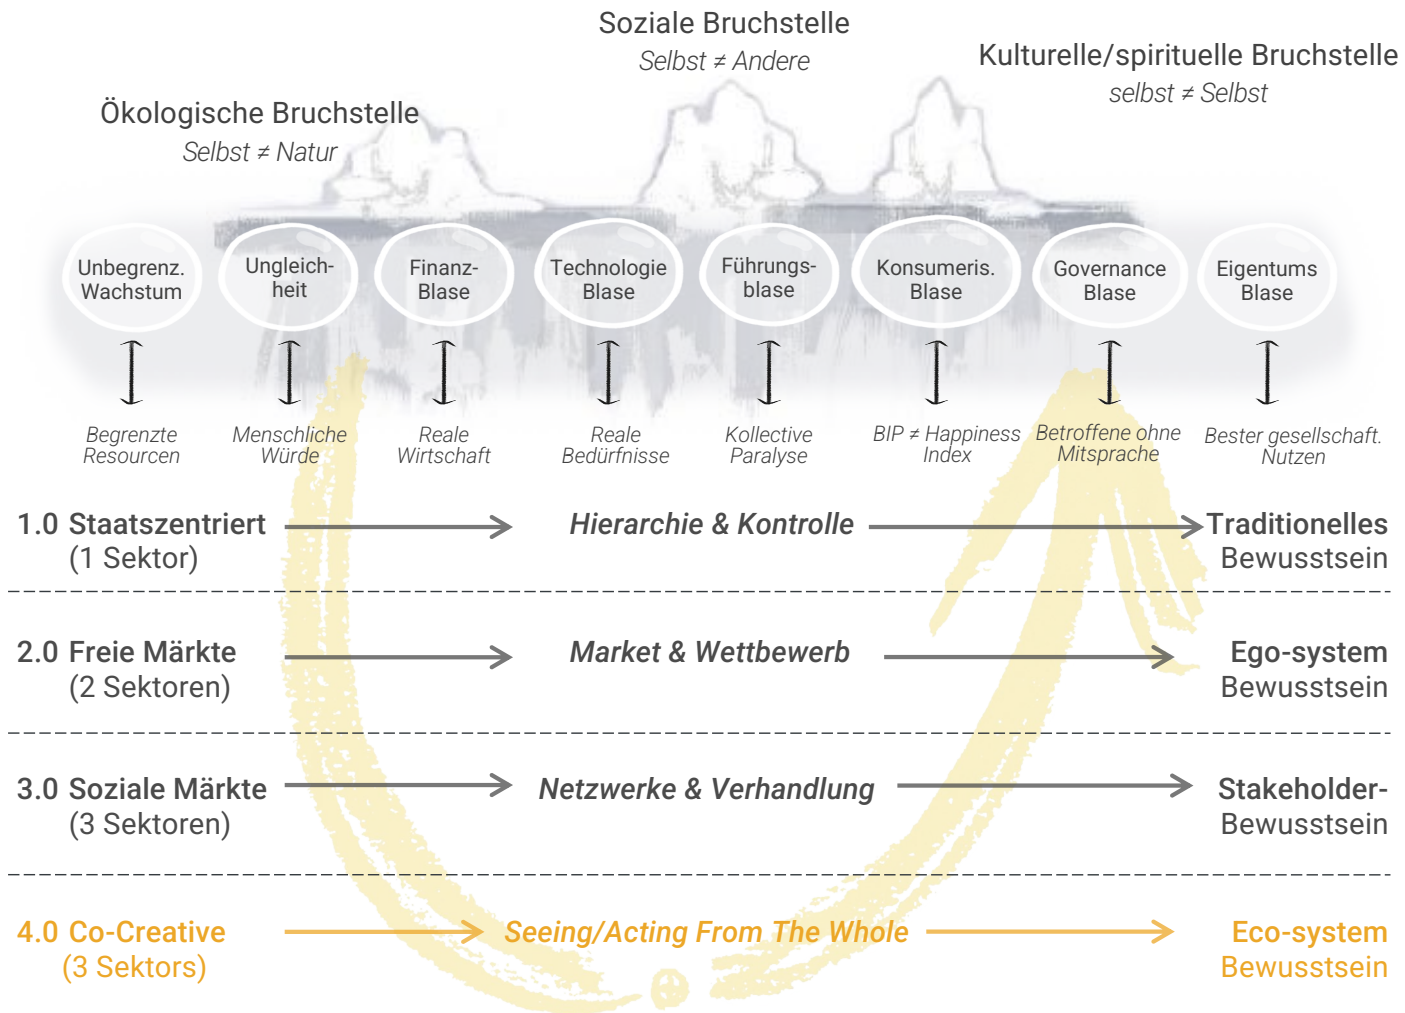 Soziale Bruchstelle
Selbst ≠ Andere
Kulturelle/spirituelle Bruchstelle
selbst ≠ Selbst
Ökologische Bruchstelle
Selbst ≠ Natur
Unbegrenz.
Wachstum
Ungleich-
heit
Finanz-
Blase
Technologie
Blase
Führungs-
blase
Konsumeris.
Blase
Governance
Blase
Eigentums
Blase
Begrenzte
Resourcen
Menschliche
Würde
Reale
Wirtschaft
Reale
Bedürfnisse
Kollective
Paralyse
BIP ≠ Happiness
Index
Betroffene ohne
Mitsprache
Bester gesellschaft.
Nutzen
1.0 Staatszentriert
(1 Sektor)
Hierarchie & Kontrolle
Traditionelles
Bewusstsein
2.0 Freie Märkte
(2 Sektoren)
Market & Wettbewerb
Ego-system
Bewusstsein
3.0 Soziale Märkte
(3 Sektoren)
Netzwerke & Verhandlung
Stakeholder-
Bewusstsein
4.0 Co-Creative
(3 Sektors)
Seeing/Acting From The Whole
Eco-system
Bewusstsein